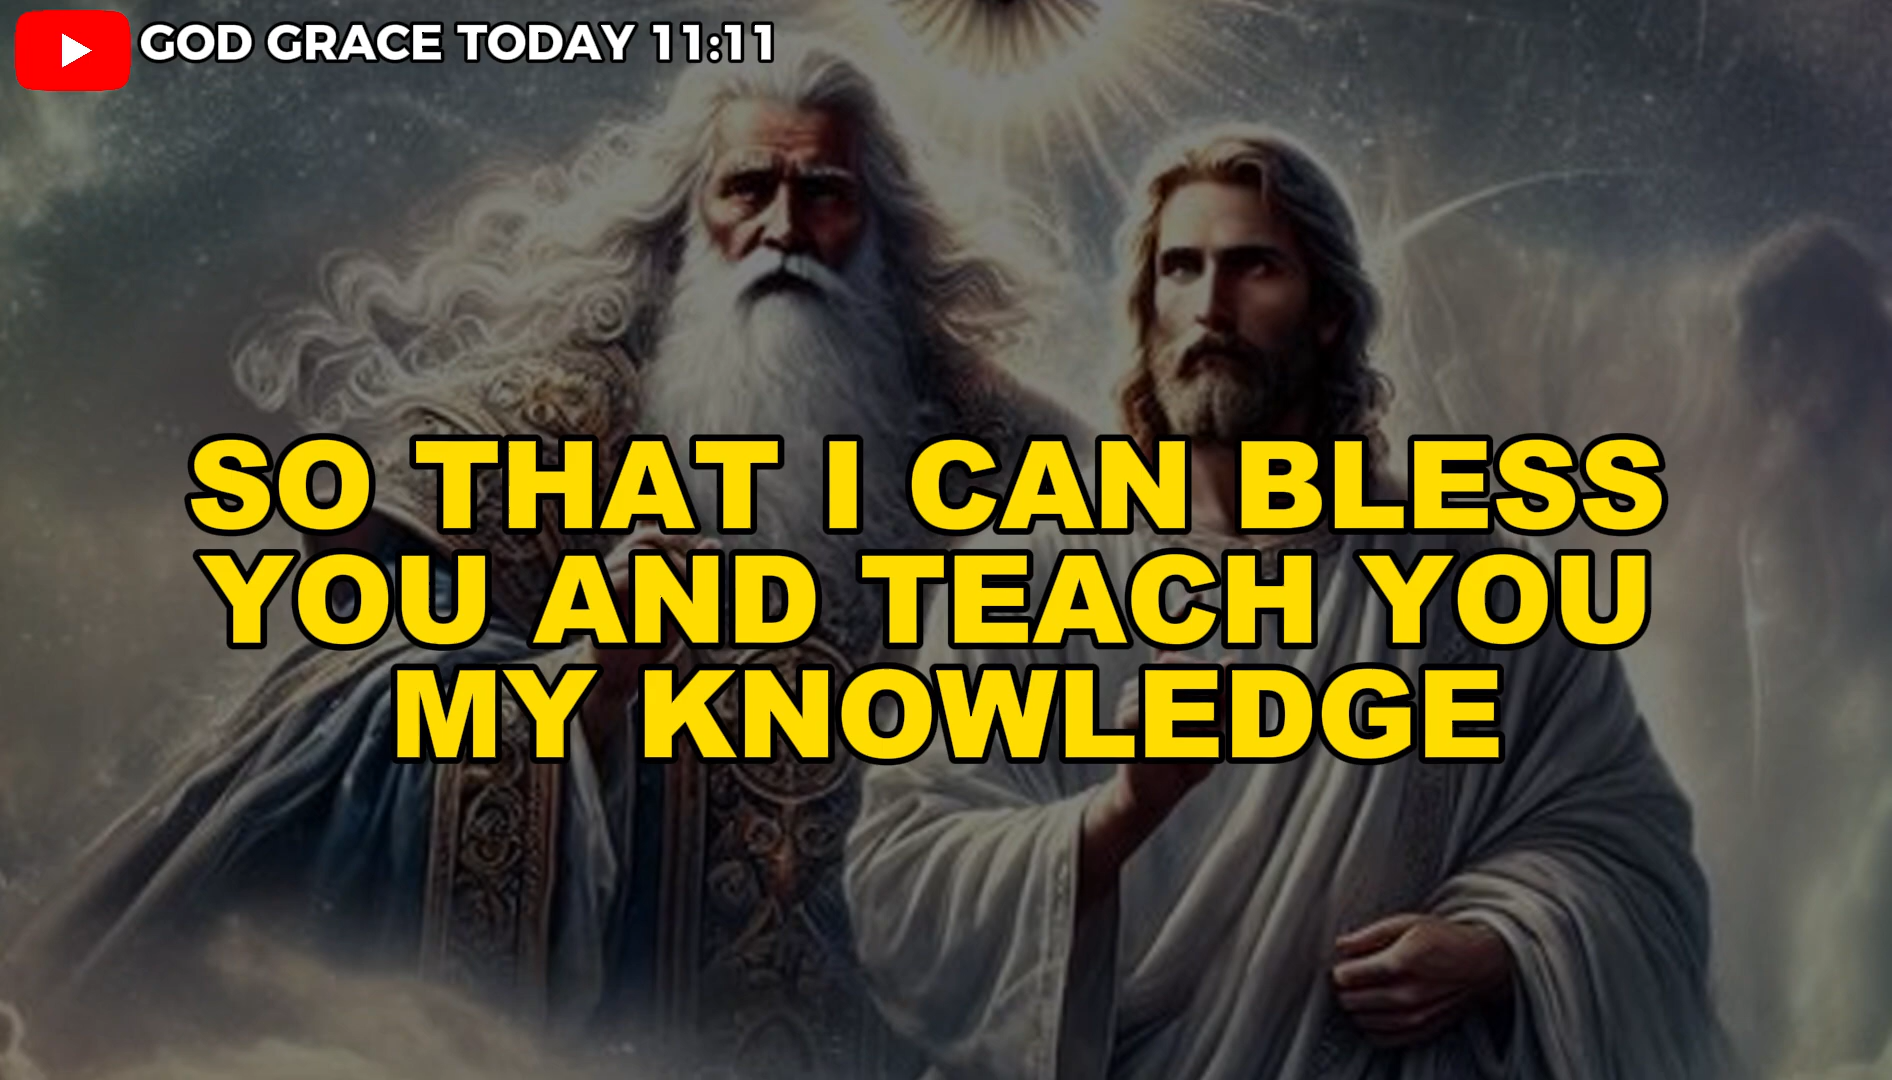 GOD GRACE TODAY 11:11
SO THAT I CAN BLESS
YOU AND TEACH YOU
MY KNOWLEDGE